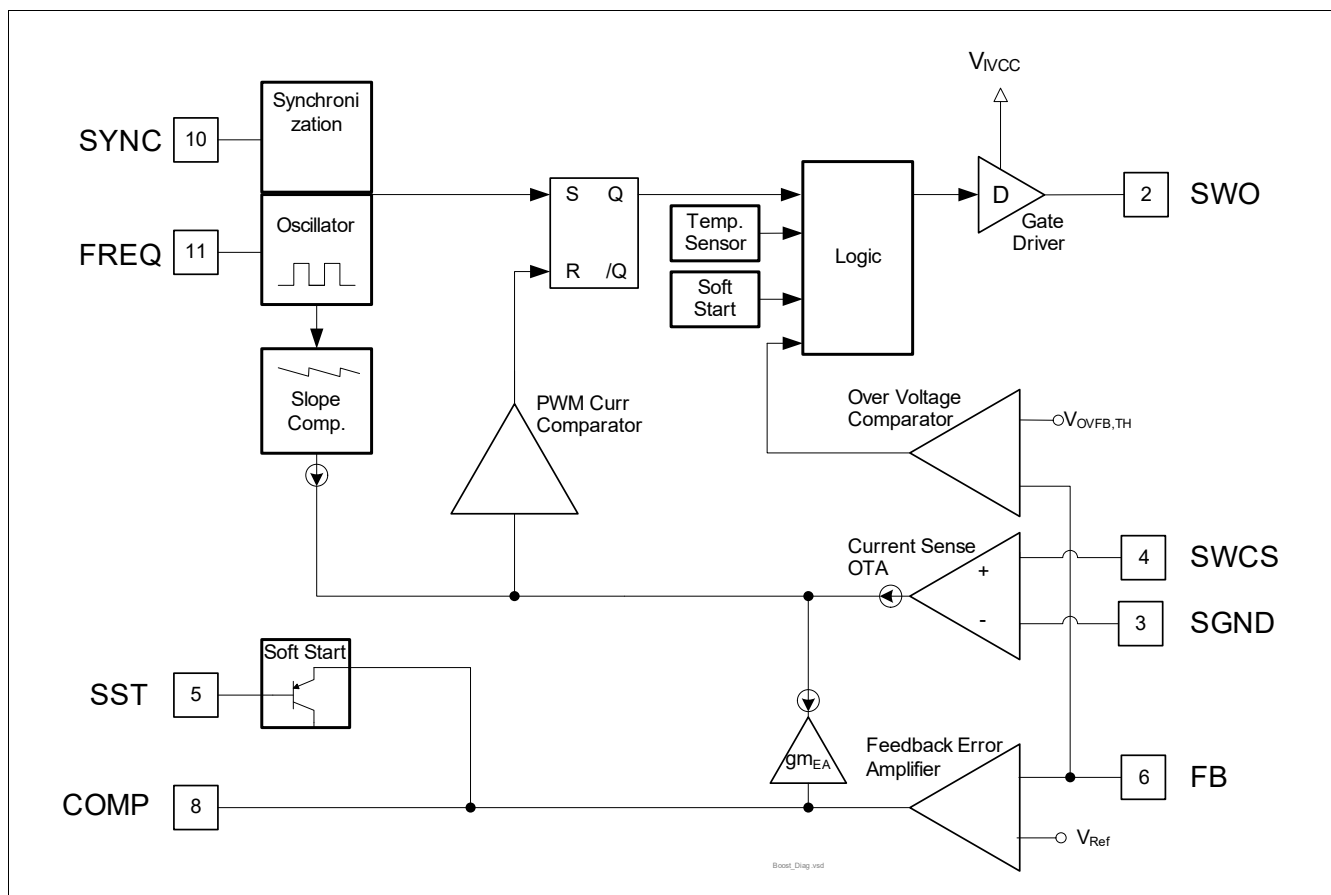 V_IVCC
Synchroni
zation
SYNC
10
S
Q
D
2
SWO
Temp.
Sensor
Gate
Driver
FREQ
11
Oscillator
Logic
R
/Q
Soft
Start
Slope
Comp.
PWM Curr
Comparator
Over Voltage
Comparator
V_OVFB,TH
Current Sense
OTA
+
4
SWCS
-
3
SGND
Soft Start
SST
5
Feedback Error
Amplifier
gm_EA
6
FB
COMP
8
V_Ref
Boost_Diag.vsd